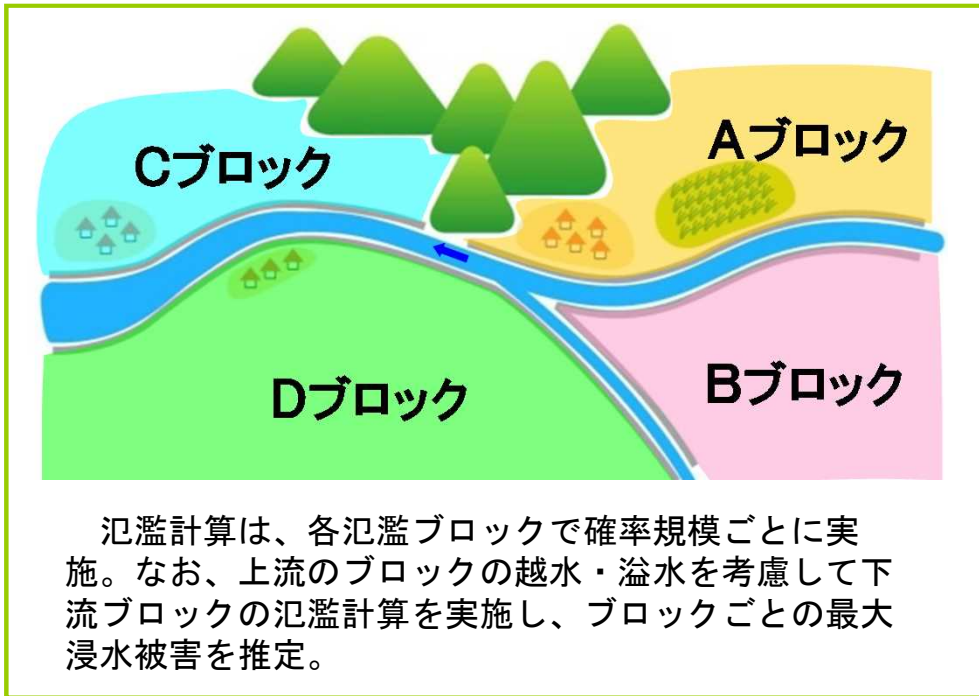 Cブロック
Aブロック
Dブロック
Bブロック
氾濫計算は、各氾濫ブロックで確率規模ごとに実
施。なお、上流のブロックの越水・溢水を考慮して下
流ブロックの氾濫計算を実施し、ブロックごとの最大
浸水被害を推定。